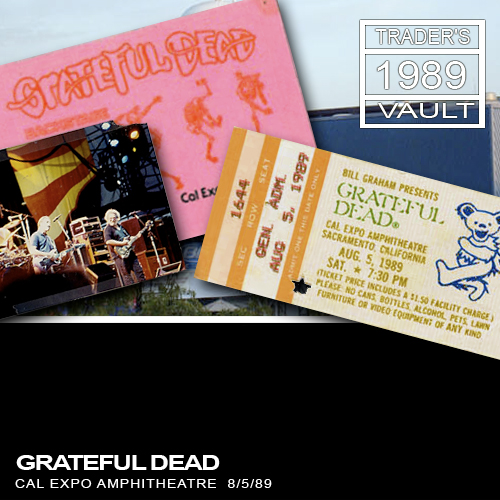 TRADER'S
1989
VAULT
GRATEFUL DEAD
SACRAMENTO
Cal Exp
SEC ROW SEAT
1644
GEN. ADM.
AUG 5, 1989
ADMIT ONE THIS DATE ONLY
BILL GRAHAM PRESENTS
GRATEFUL
DEAD®
CAL EXPO AMPHITHEATRE
SACRAMENTO, CALIFORNIA
AUG. 5, 1989
SAT. ★ 7:30 PM
(TICKET PRICE INCLUDES A $1.50 FACILITY CHARGE)
PLEASE: NO CANS, BOTTLES, ALCOHOL, PETS, LAWN
FURNITURE OR VIDEO EQUIPMENT OF ANY KIND
GRATEFUL DEAD
CAL EXPO AMPHITHEATRE 8/5/89